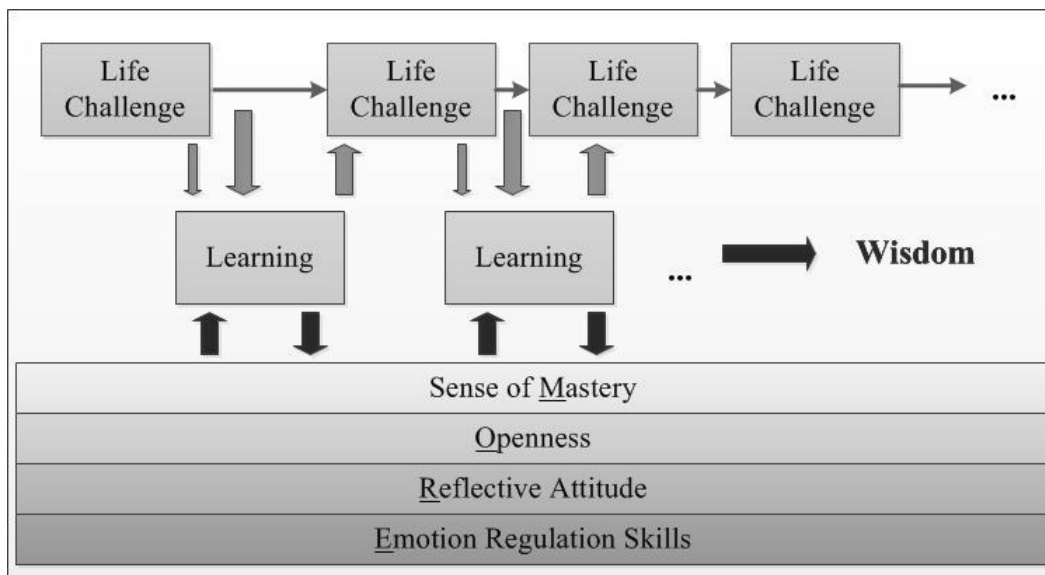 Life
Challenge
Life
Challenge
Life
Challenge
Life
Challenge
...
Learning
Learning
...
Wisdom
Sense of Mastery
Openness
Reflective Attitude
Emotion Regulation Skills